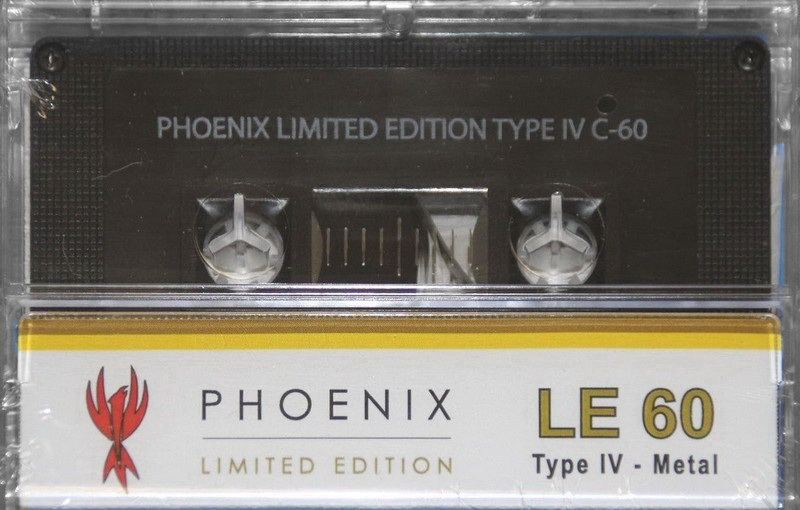 PHOENIX LIMITED EDITION TYPE IV C-60
PHOENIX
LIMITED EDITION
LE 60
Type IV - Metal